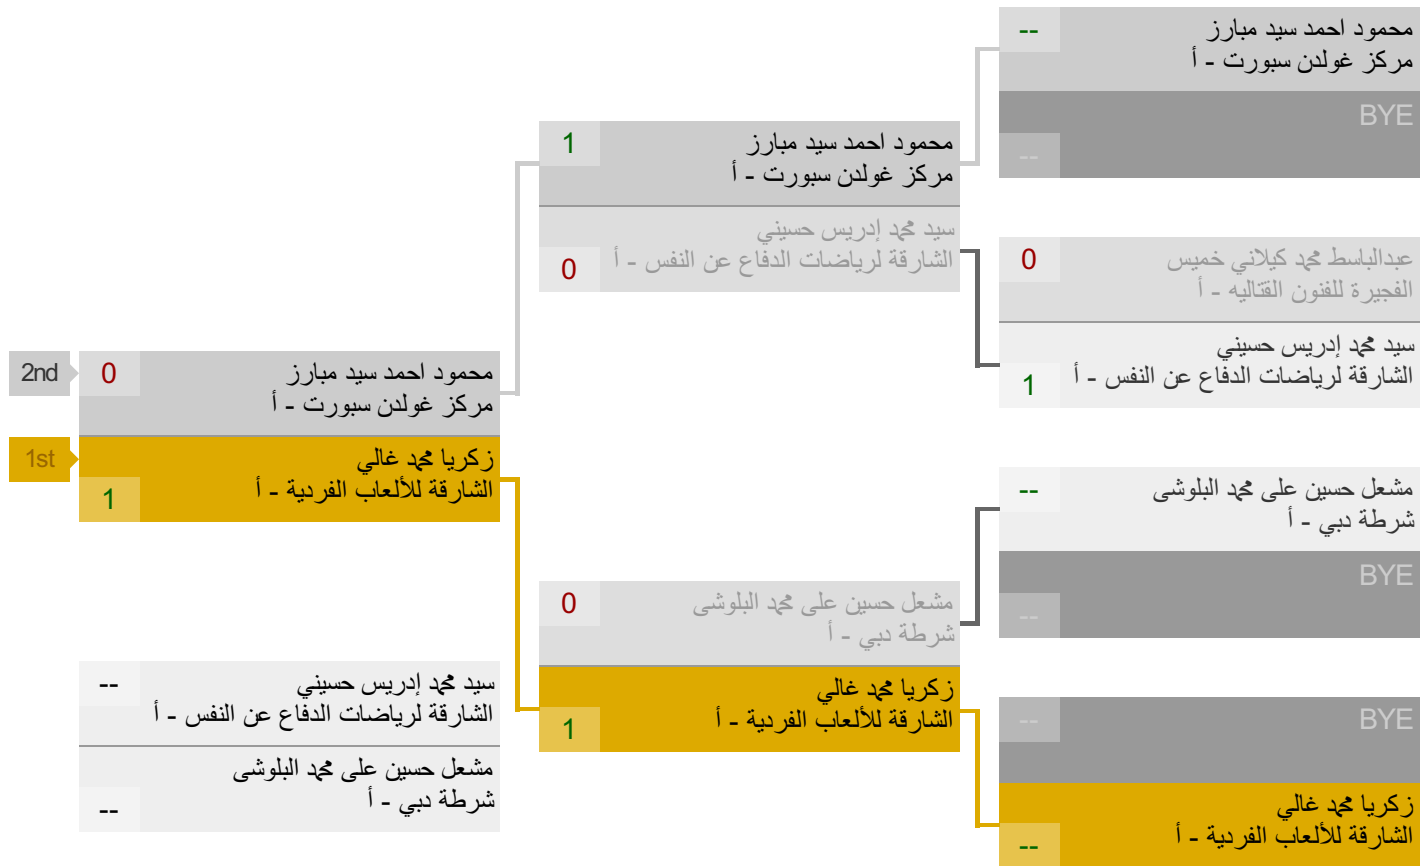 --
محمود احمد سيد مبارز
مركز غولدن سبورت - أ
BYE
--
0
عبدالباسط محمد كيلاني خميس
الفجيرة للفنون القتاليه - أ
سيد محمد إدريس حسيني
الشارقة لرياضات الدفاع عن النفس - أ
1
--
مشعل حسين على محمد البلوشى
شرطة دبي - أ
BYE
--
BYE
--
زكريا محمد غالي
الشارقة للألعاب الفردية - أ
--
1
محمود احمد سيد مبارز
مركز غولدن سبورت - أ
سيد محمد إدريس حسيني
الشارقة لرياضات الدفاع عن النفس - أ
0
0
مشعل حسين على محمد البلوشى
شرطة دبي - أ
زكريا محمد غالي
الشارقة للألعاب الفردية - أ
1
2nd
0
محمود احمد سيد مبارز
مركز غولدن سبورت - أ
1st
زكريا محمد غالي
الشارقة للألعاب الفردية - أ
1
--
سيد محمد إدريس حسيني
الشارقة لرياضات الدفاع عن النفس - أ
مشعل حسين على محمد البلوشى
شرطة دبي - أ
--